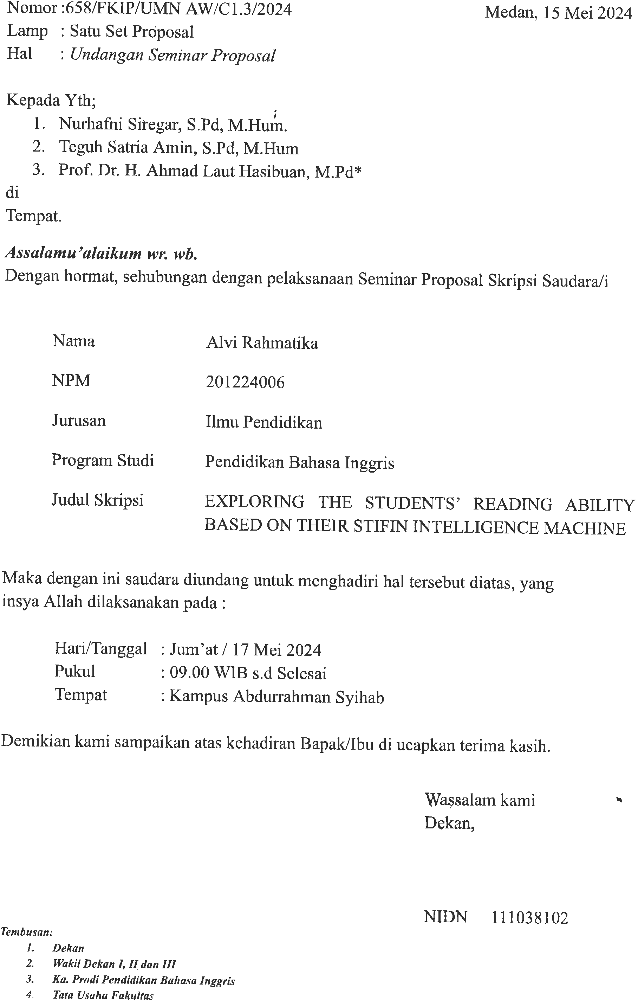 Nomor :658/FKIP/UMN AW/C1.3/2024 Medan, 15 Mei 2024
Lamp : Satu Set Proposal
Hal : Undangan Seminar Proposal
Kepada Yth;
1. Nurhafni Siregar, S.Pd, M.Hum.
2. Teguh Satria Amin, S.Pd, M.Hum
3. Prof. Dr. H. Ahmad Laut Hasibuan, M.Pd*
di
Tempat.
Assalamu'alaikum wr. wb.
Dengan hormat, sehubungan dengan pelaksanaan Seminar Proposal Skripsi Saudara/i
Nama Alvi Rahmatika
NPM 201224006
Jurusan Ilmu Pendidikan
Program Studi Pendidikan Bahasa Inggris
Judul Skripsi EXPLORING THE STUDENTS' READING ABILITY
BASED ON THEIR STIFIN INTELLIGENCE MACHINE
Maka dengan ini saudara diundang untuk menghadiri hal tersebut diatas, yang
insya Allah dilaksanakan pada :
Hari/Tanggal : Jum'at / 17 Mei 2024
Pukul : 09.00 WIB s.d Selesai
Tempat : Kampus Abdurrahman Syihab
Demikian kami sampaikan atas kehadiran Bapak/Ibu di ucapkan terima kasih.
Wassalam kami
Dekan,
NIDN 111038102
Tembusan:
1. Dekan
2. Wakil Dekan I, II dan III
3. Ka. Prodi Pendidikan Bahasa Inggris
4. Tata Usaha Fakultas